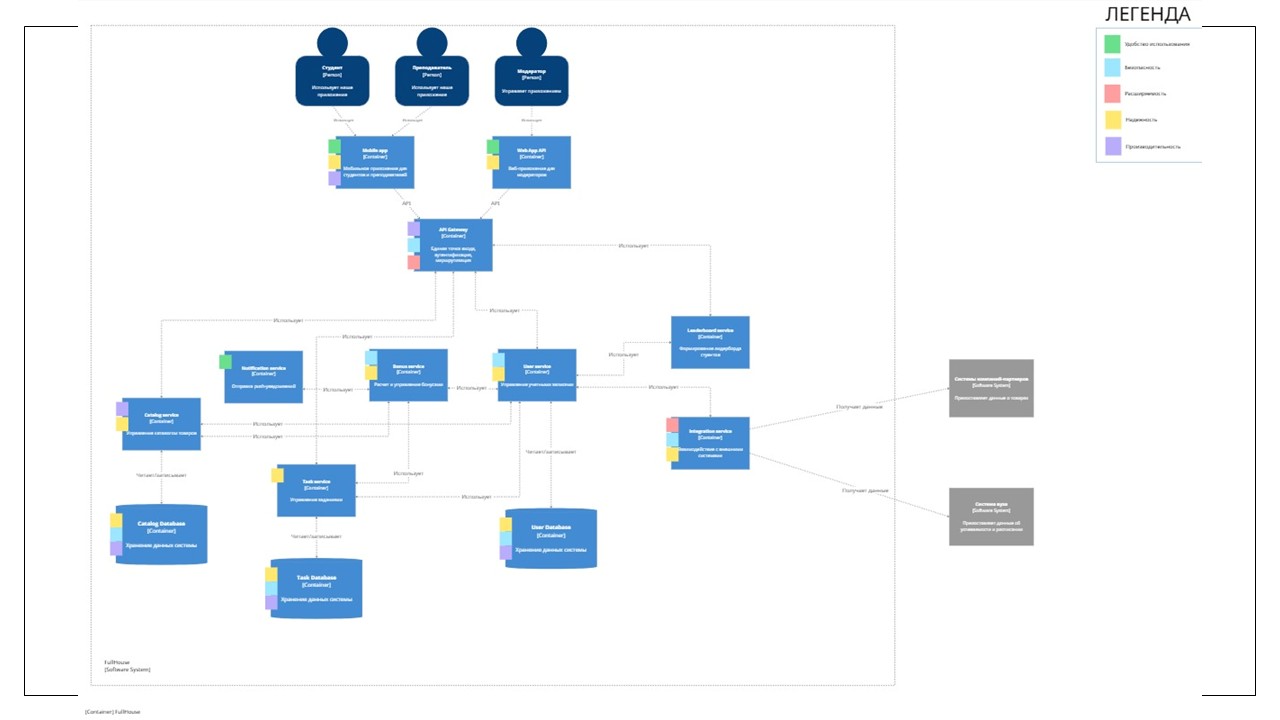 ЛЕГЕНДА
Удобство использования
Безопасность
Расширяемость
Надежность
Производительность
Студент
[Person]
Использует наше
приложение
Преподаватель
[Person]
Использует наше
приложение
Модератор
[Person]
Управляет приложением
Использует
Использует
Использует
Mobile app
[Container]
Мобильное приложение для
студентов и преподавателей
Web App API
[Container]
Веб-приложение для
модератора
API
API
API Gateway
[Container]
Единая точка входа,
аутентификация,
маршрутизация
Использует
Использует
Использует
Использует
Leaderboard service
[Container]
Формирование лидерборда
студентов
Notification service
[Container]
Отправка push-уведомлений
Bonus service
[Container]
Расчет и управление бонусами
User service
[Container]
Управление учетными записями
Использует
Использует
Использует
Использует
Catalog service
[Container]
Управление каталогом товаров
Использует
Использует
Integration service
[Container]
Взаимодействие с внешними
системами
Системы компаний-партнеров
[Software System]
Предоставляет данные о товарах
Получает данные
Получает данные
Система вуза
[Software System]
Предоставляет данные об
успеваемости и расписании
Читает/записывает
Читает/записывает
Использует
Использует
Task service
[Container]
Управление заданиями
Читает/записывает
Catalog Database
[Container]
Хранение данных системы
User Database
[Container]
Хранение данных системы
Task Database
[Container]
Хранение данных системы
FullHouse
[Software System]
[Container] FullHouse